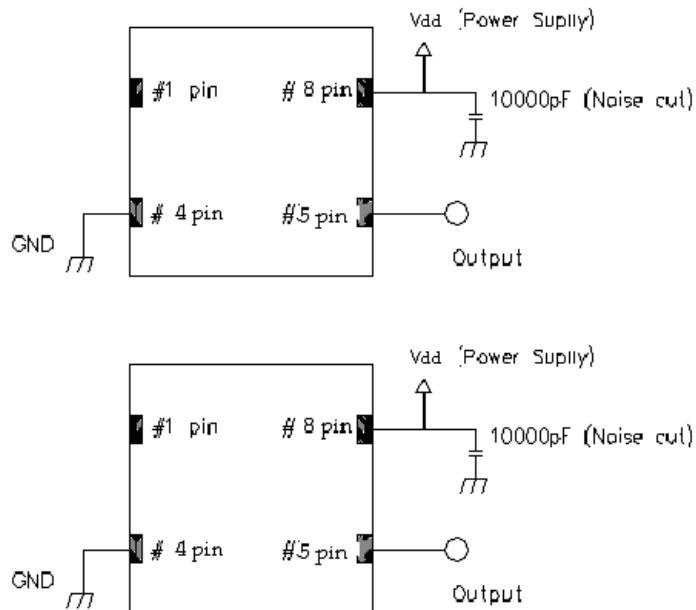 Vdd (Power Suplly)
#1 pin
# 8 pin
10000pF (Noise cut)
# 4 pin
#5 pin
GND
Output
Vdd (Power Suplly)
#1 pin
# 8 pin
10000pF (Noise cut)
# 4 pin
#5 pin
GND
Output